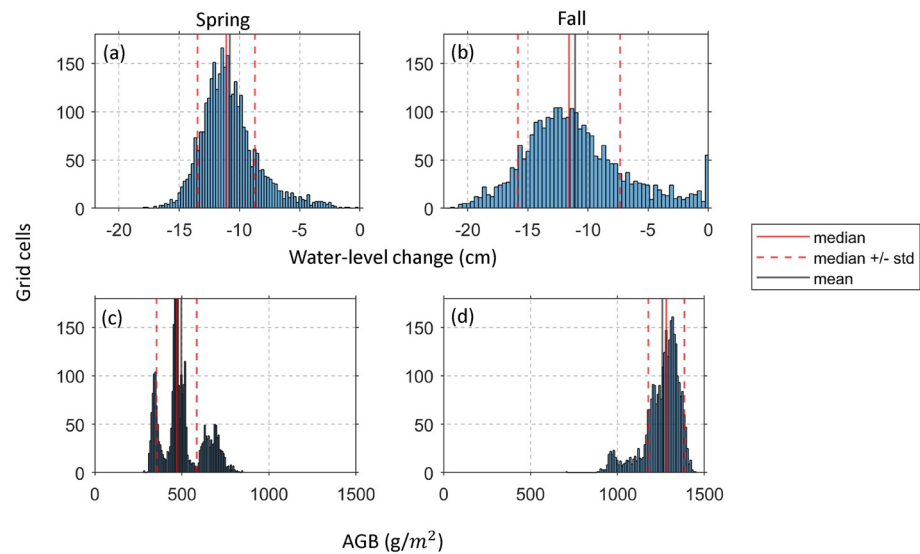 Spring Fall
(a) (b)
150 150
100 100
50 50
0 0
-20 -15 -10 -5 0 -20 -15 -10 -5 0
Water-level change (cm)
Grid cells
median
median +/- std
mean
(c) (d)
150 150
100 100
50 50
0 0
0 500 1000 1500 0 500 1000 1500
AGB (g/m²)